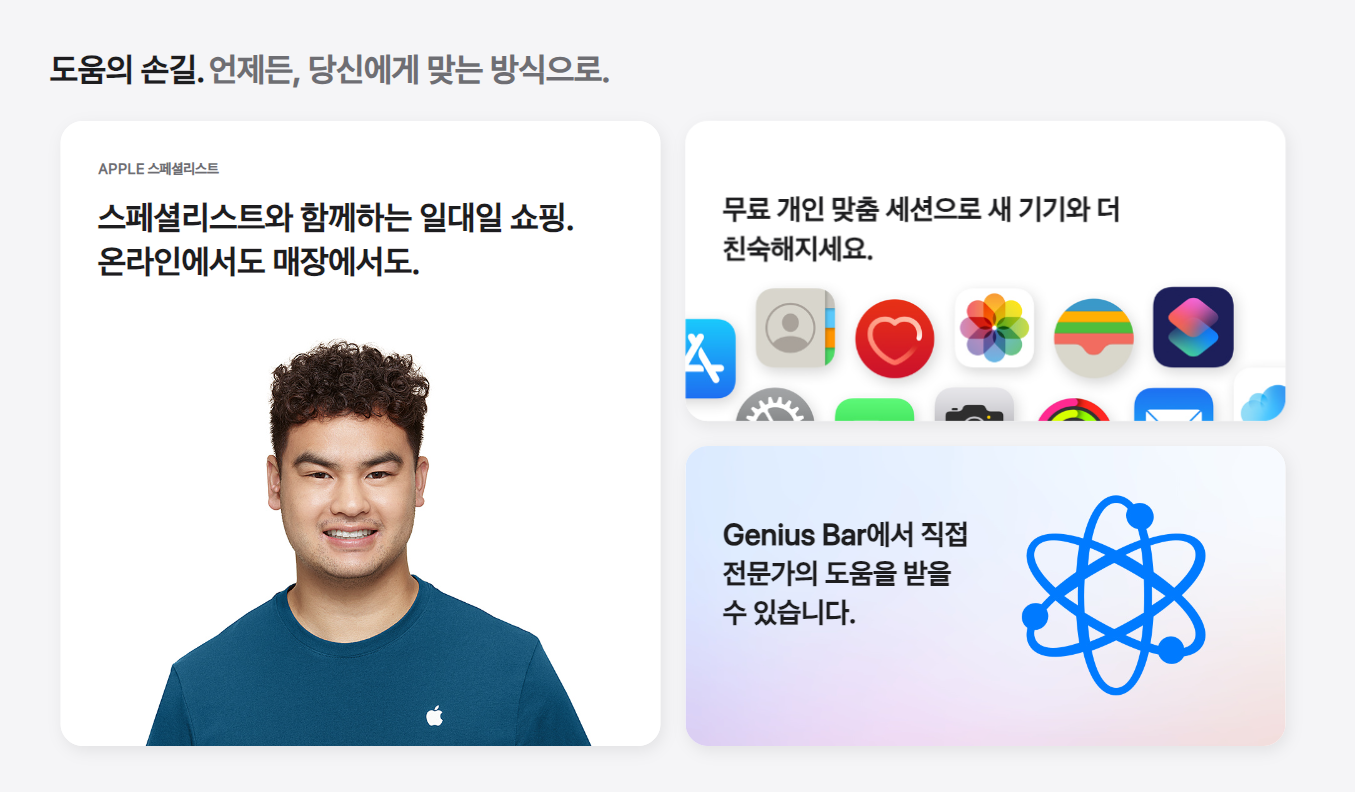 도움의 손길. 언제든, 당신에게 맞는 방식으로.
APPLE 스페셜리스트
스페셜리스트와 함께하는 일대일 쇼핑.
온라인에서도 매장에서도.
무료 개인 맞춤 세션으로 새 기기와 더
친숙해지세요.
Genius Bar에서 직접
전문가의 도움을 받을
수 있습니다.